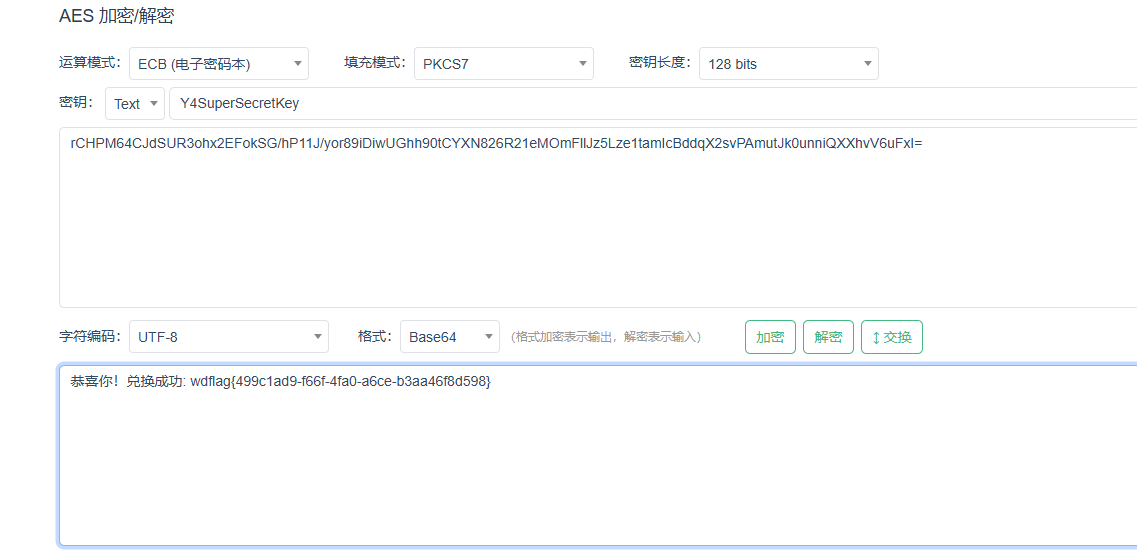 AES 加密/解密
运算模式: ECB (电子密码本) 填充模式: PKCS7 密钥长度: 128 bits
密钥: Text Y4SuperSecretKey
rCHPM64CJdSUR3ohx2EFokSG/hP11J/yor89iDiwUGhh90tCYXN826R21eMOmFIlJz5Lze1tamIcBddqX2svPAmutJk0unniQXXhvV6uFxI=
字符编码: UTF-8 格式: Base64 (格式加密表示输出，解密表示输入) 加密 解密 ↕交换
恭喜你！兑换成功: wdflag{499c1ad9-f66f-4fa0-a6ce-b3aa46f8d598}